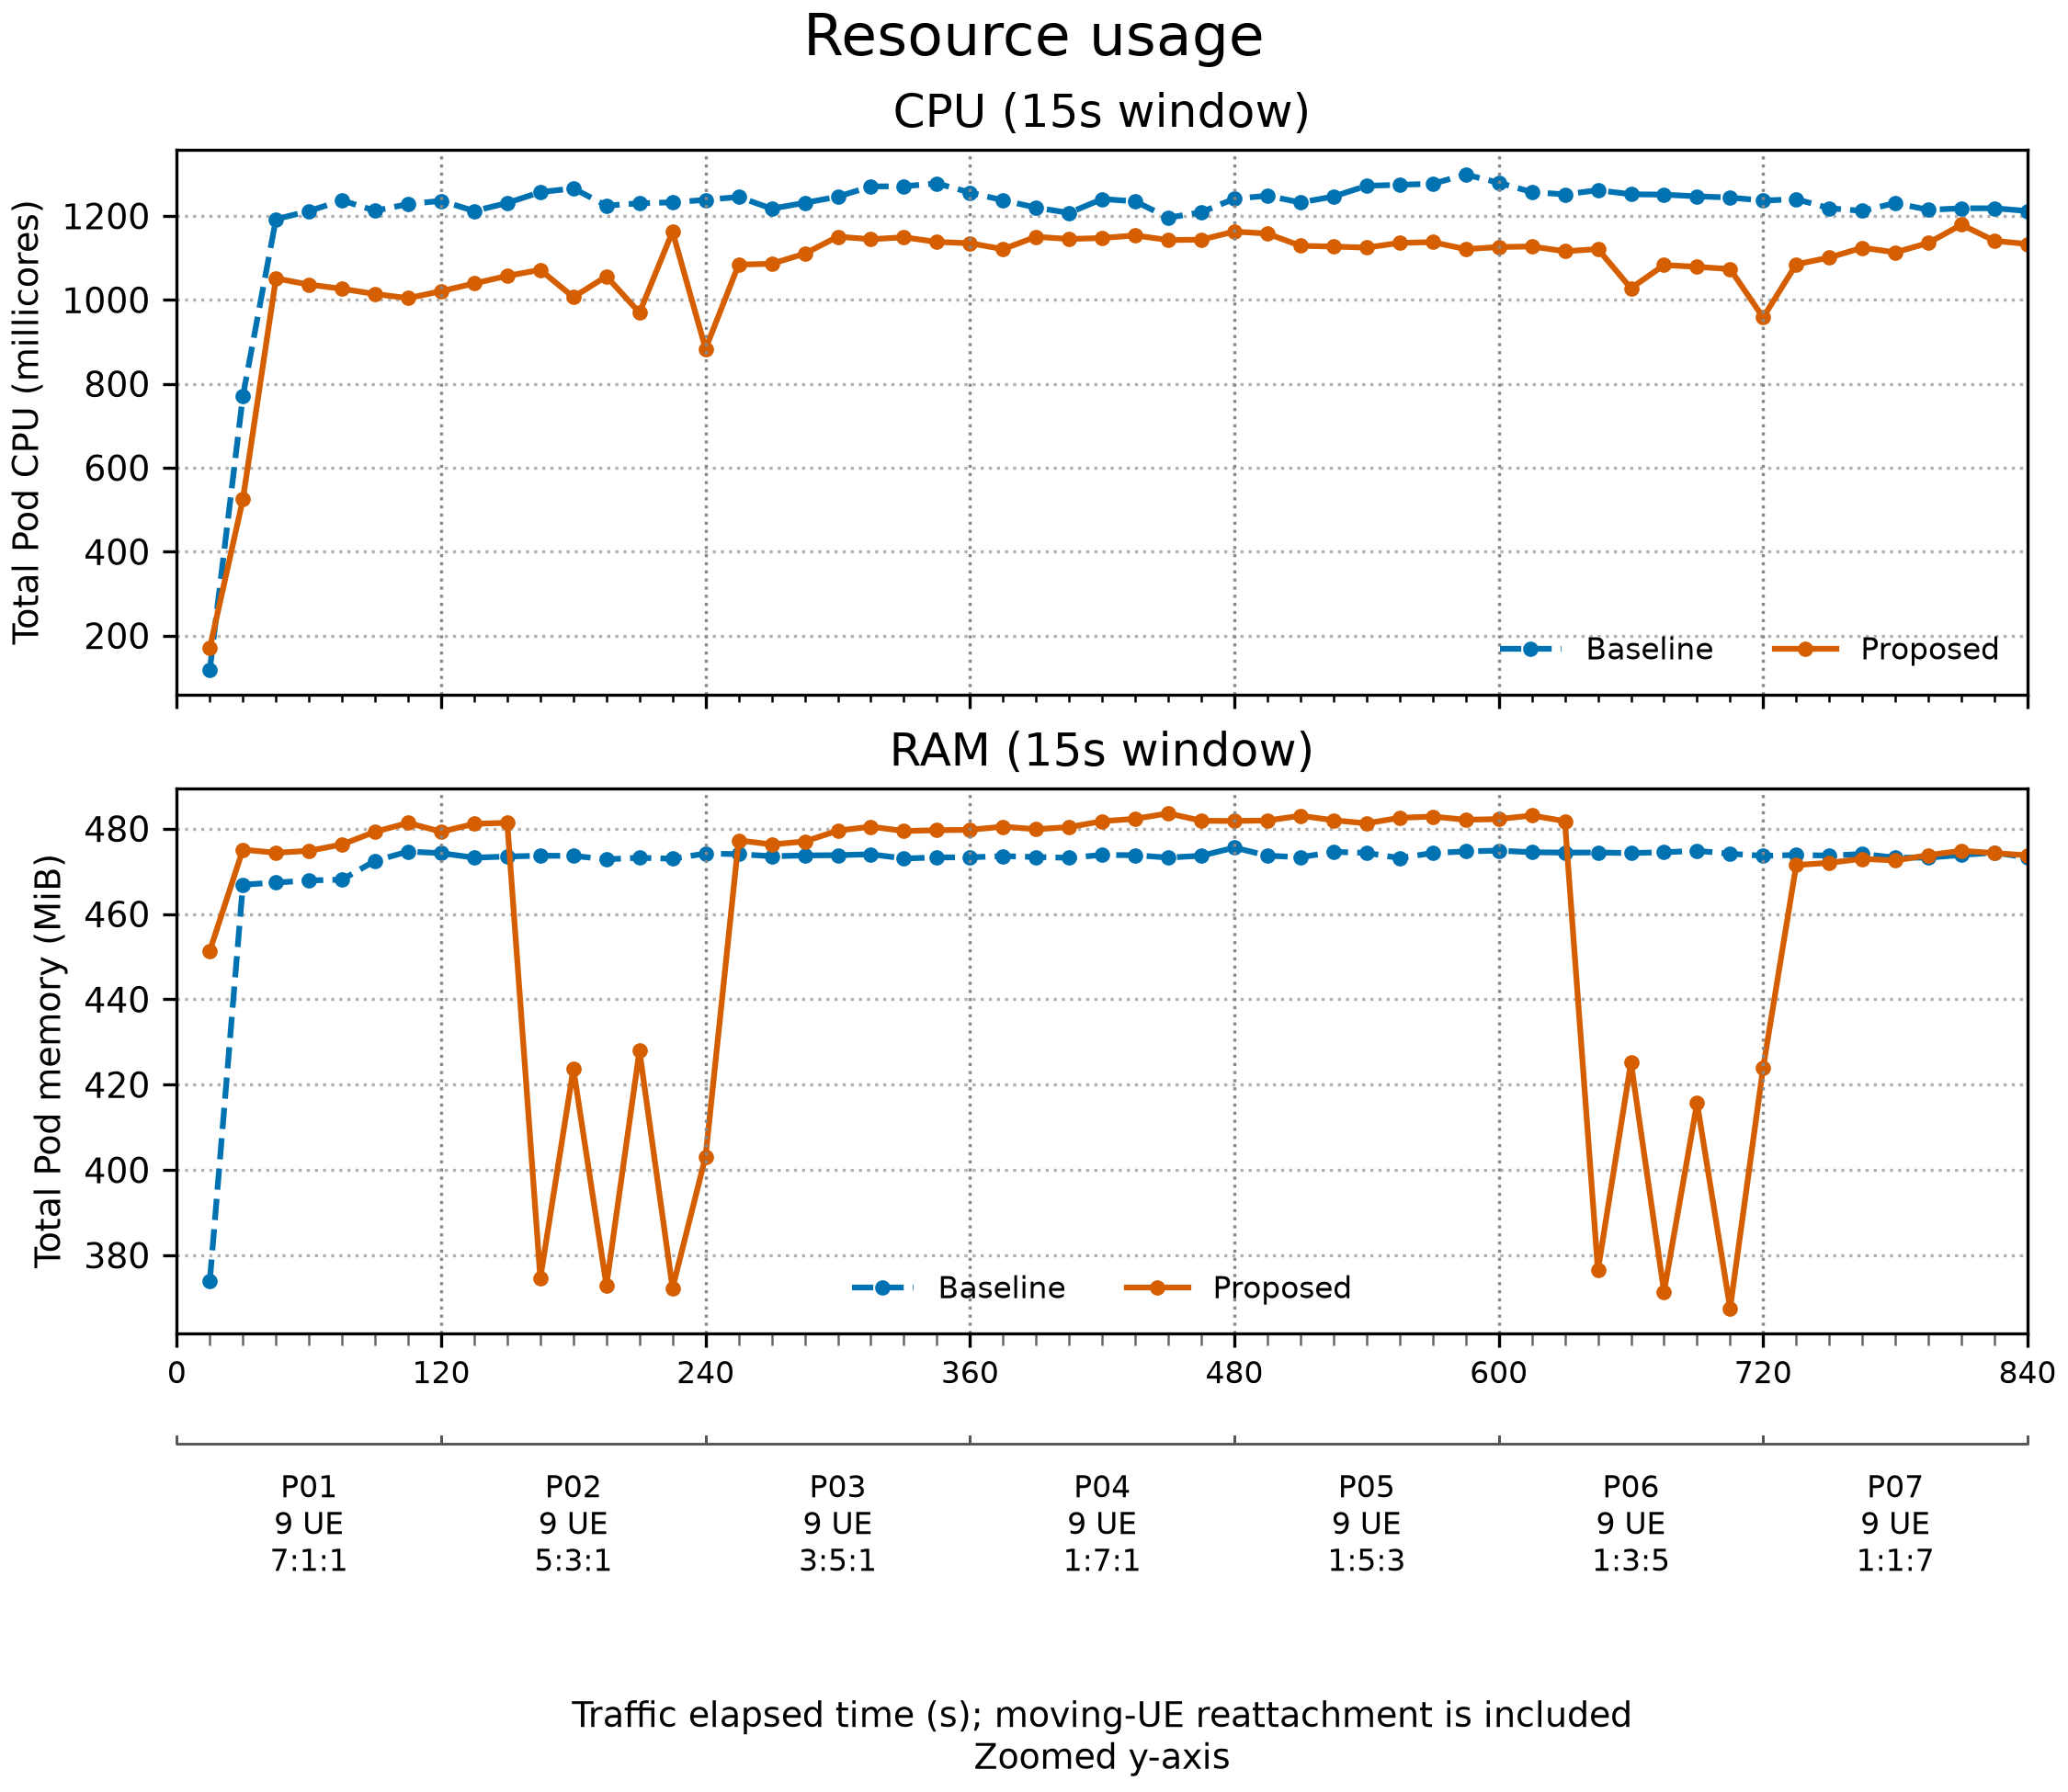 Resource usage
CPU (15s window)
Total Pod CPU (millicores)
1200
1000
800
600
400
200
Baseline
Proposed
RAM (15s window)
Total Pod memory (MiB)
480
460
440
420
400
380
Baseline
Proposed
0 120 240 360 480 600 720 840
P01 P02 P03 P04 P05 P06 P07
9 UE 9 UE 9 UE 9 UE 9 UE 9 UE 9 UE
7:1:1 5:3:1 3:5:1 1:7:1 1:5:3 1:3:5 1:1:7
Traffic elapsed time (s); moving-UE reattachment is included
Zoomed y-axis